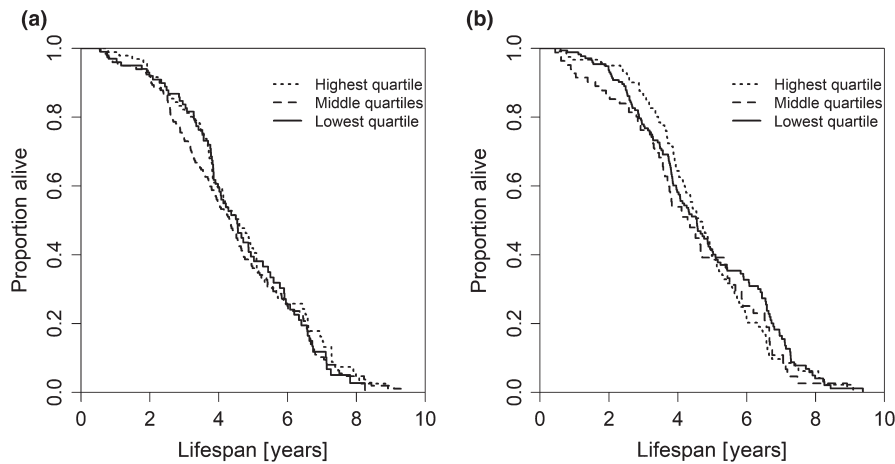 (a)
1.0
0.8
0.6
0.4
0.2
0.0
Proportion alive
Highest quartile
Middle quartiles
Lowest quartile
0 2 4 6 8 10
Lifespan [years]
(b)
1.0
0.8
0.6
0.4
0.2
0.0
Proportion alive
Highest quartile
Middle quartiles
Lowest quartile
0 2 4 6 8 10
Lifespan [years]